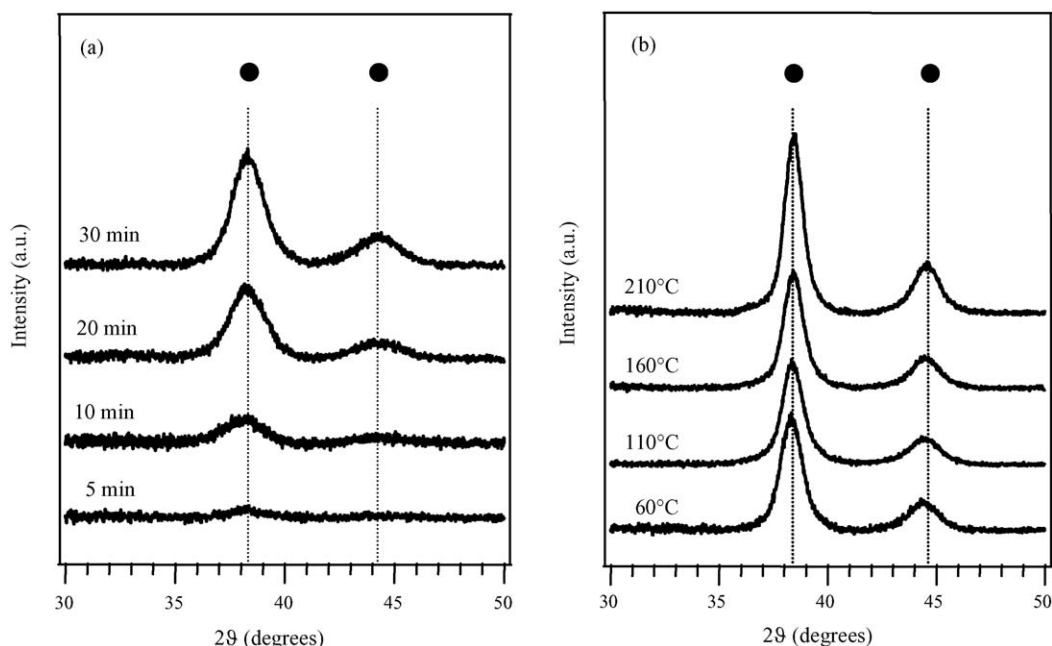 (a)
30 min
20 min
10 min
5 min
Intensity (a.u.)
30 35 40 45 50
2ϑ (degrees)
(b)
210°C
160°C
110°C
60°C
Intensity (a.u.)
30 35 40 45 50
2ϑ (degrees)